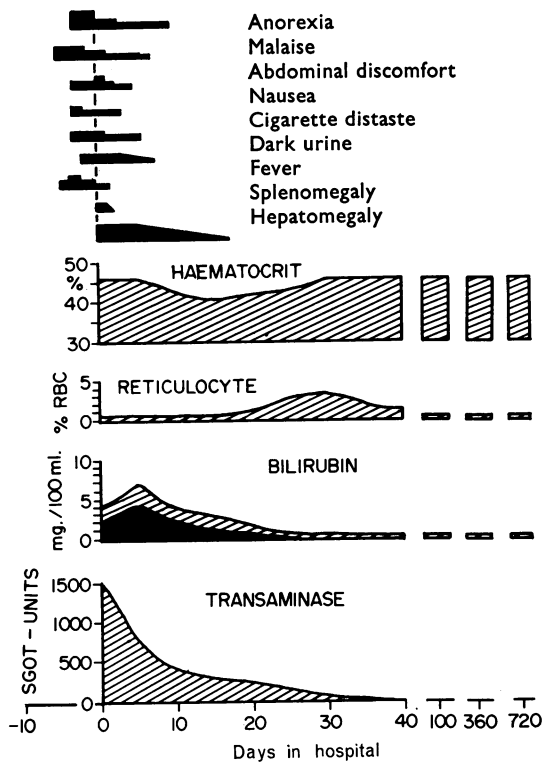 Anorexia
Malaise
Abdominal discomfort
Nausea
Cigarette distaste
Dark urine
Fever
Splenomegaly
Hepatomegaly
50
%
40
30
HAEMATOCRIT
% RBC
5
0
RETICULOCYTE
mg./100ml.
10
5
0
BILIRUBIN
SGOT - UNITS
1500
1000
500
0
TRANSAMINASE
-10 0 10 20 30 40 100 360 720
Days in hospital